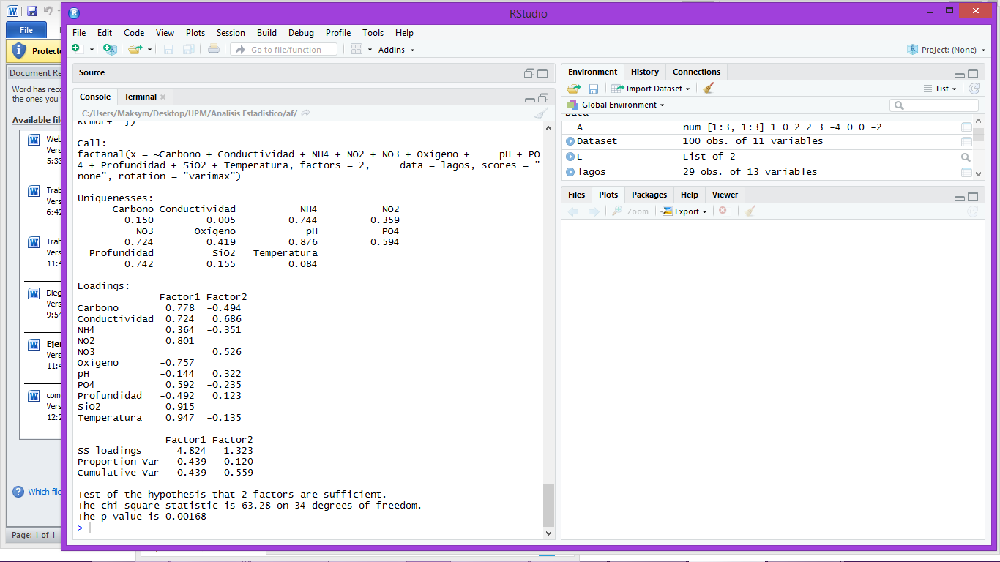 RStudio
File
Protecte
Document Re
Word has reco
the ones you
Available file
Web
Vers
5:33
Trab
Vers
6:42
Trab
Vers
11:4
Dieg
Vers
9:54
Ejer
Vers
11:4
com
Vers
12:2
Which file
Page: 1 of 1
File Edit Code View Plots Session Build Debug Profile Tools Help
Go to file/function
Addins
Project: (None)
Source
Console Terminal
C:/Users/Maksym/Desktop/UPM/Analisis Estadistico/af/
Call:
factanal(x = ~Carbono + Conductividad + NH4 + NO2 + NO3 + Oxígeno +     pH + PO
4 + Profundidad + SiO2 + Temperatura, factors = 2,     data = lagos, scores = "
none", rotation = "varimax")
Uniquenesses:
Carbono Conductividad NH4 NO2
0.150 0.005 0.744 0.359
NO3 Oxígeno pH PO4
0.724 0.419 0.876 0.594
Profundidad SiO2 Temperatura
0.742 0.155 0.084
Loadings:
Factor1 Factor2
Carbono 0.778 -0.494
Conductividad 0.724 0.686
NH4 0.364 -0.351
NO2 0.801
NO3 0.526
Oxígeno -0.757
pH -0.144 0.322
PO4 0.592 -0.235
Profundidad -0.492 0.123
SiO2 0.915
Temperatura 0.947 -0.135
Factor1 Factor2
SS loadings 4.824 1.323
Proportion Var 0.439 0.120
Cumulative Var 0.439 0.559
Test of the hypothesis that 2 factors are sufficient.
The chi square statistic is 63.28 on 34 degrees of freedom.
The p-value is 0.00168
>
Environment History Connections
Import Dataset List
Global Environment
Data
A num [1:3, 1:3] 1 0 2 2 3 -4 0 0 -2
Dataset 100 obs. of 11 variables
E List of 2
lagos 29 obs. of 13 variables
Files Plots Packages Help Viewer
Zoom Export